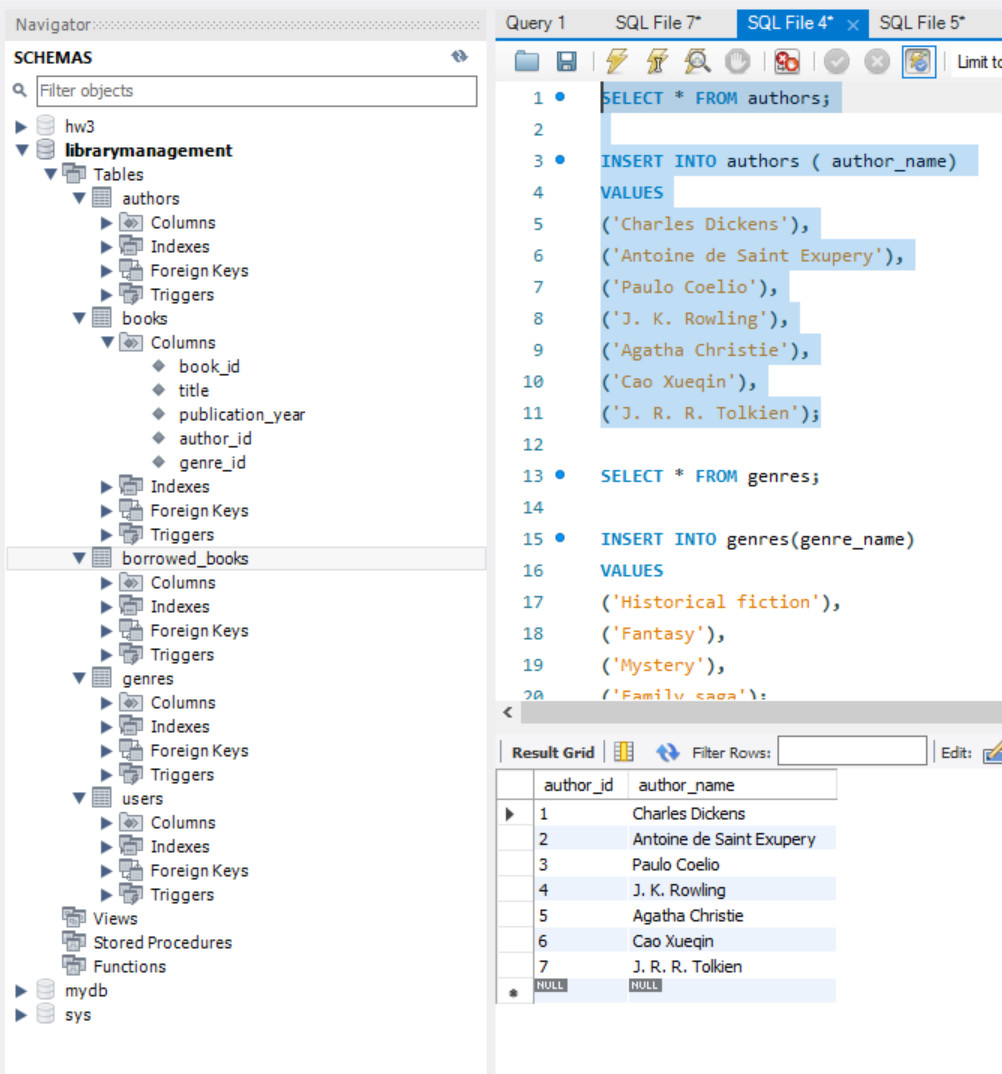 Navigator
SCHEMAS
Filter objects
hw3
librarymanagement
Tables
authors
Columns
Indexes
Foreign Keys
Triggers
books
Columns
book_id
title
publication_year
author_id
genre_id
Indexes
Foreign Keys
Triggers
borrowed_books
Columns
Indexes
Foreign Keys
Triggers
genres
Columns
Indexes
Foreign Keys
Triggers
users
Columns
Indexes
Foreign Keys
Triggers
Views
Stored Procedures
Functions
mydb
sys
Query 1 SQL File 7* SQL File 4* × SQL File 5*
Limit to
1 SELECT * FROM authors;
2
3 INSERT INTO authors ( author_name)
4 VALUES
5 ('Charles Dickens'),
6 ('Antoine de Saint Exupery'),
7 ('Paulo Coelio'),
8 ('J. K. Rowling'),
9 ('Agatha Christie'),
10 ('Cao Xueqin'),
11 ('J. R. R. Tolkien');
12
13 SELECT * FROM genres;
14
15 INSERT INTO genres(genre_name)
16 VALUES
17 ('Historical fiction'),
18 ('Fantasy'),
19 ('Mystery'),
20 ('Family saga');
Result Grid Filter Rows: Edit:
author_id author_name
1 Charles Dickens
2 Antoine de Saint Exupery
3 Paulo Coelio
4 J. K. Rowling
5 Agatha Christie
6 Cao Xueqin
7 J. R. R. Tolkien
NULL NULL